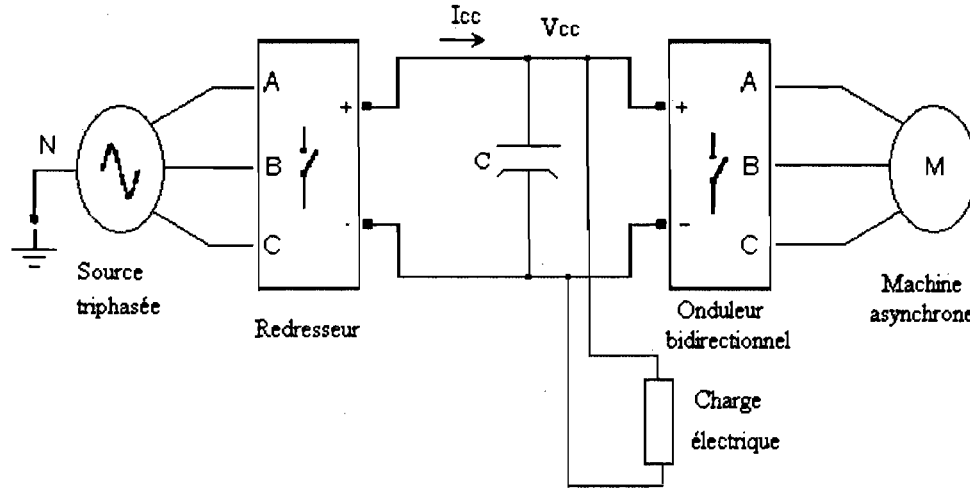 Icc
Vcc
A
A
+
+
N
B
C
B
M
-
-
C
C
Source
triphasée
Redresseur
Onduleur
bidirectionnel
Machine
asynchrone
Charge
électrique